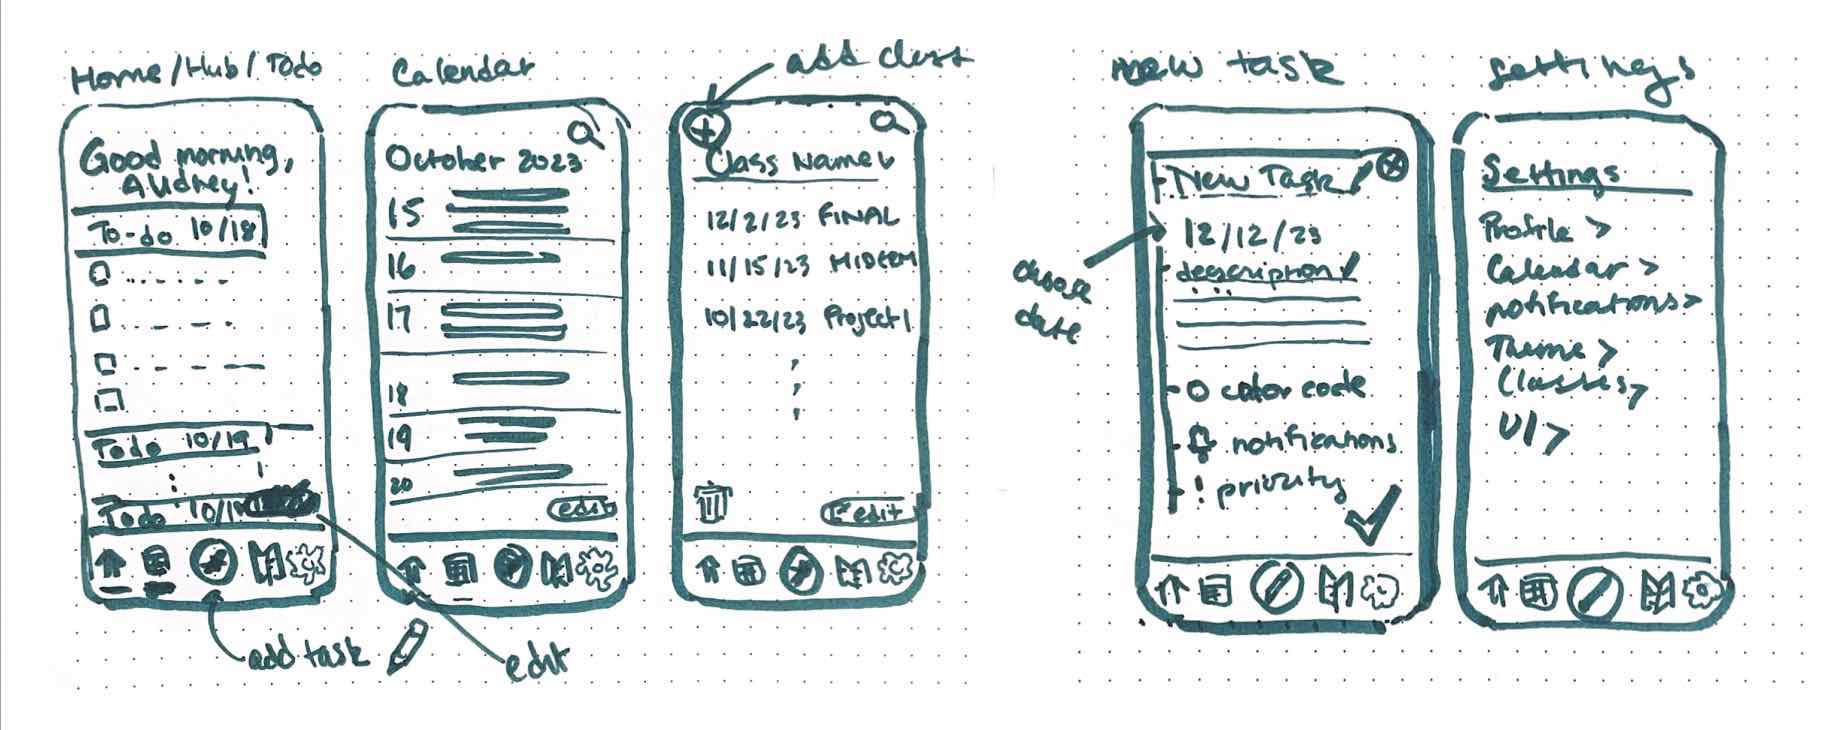 Home/Hub/Todo
Good morning,
Audrey!
To-do 10/18
Todo 10/19
Todo 10/1
add task
edit
Calendar
October 2023
15
16
17
18
19
20
edit
add class
Class Name
12/2/23 FINAL
11/15/23 MIDERM
10/22/23 Project 1
edit
new task
New Task
12/12/23
choose
date
description
color code
notifications
! priority
settings
Settings
Profile >
Calendar >
notifications >
Theme >
Classes >
UI >